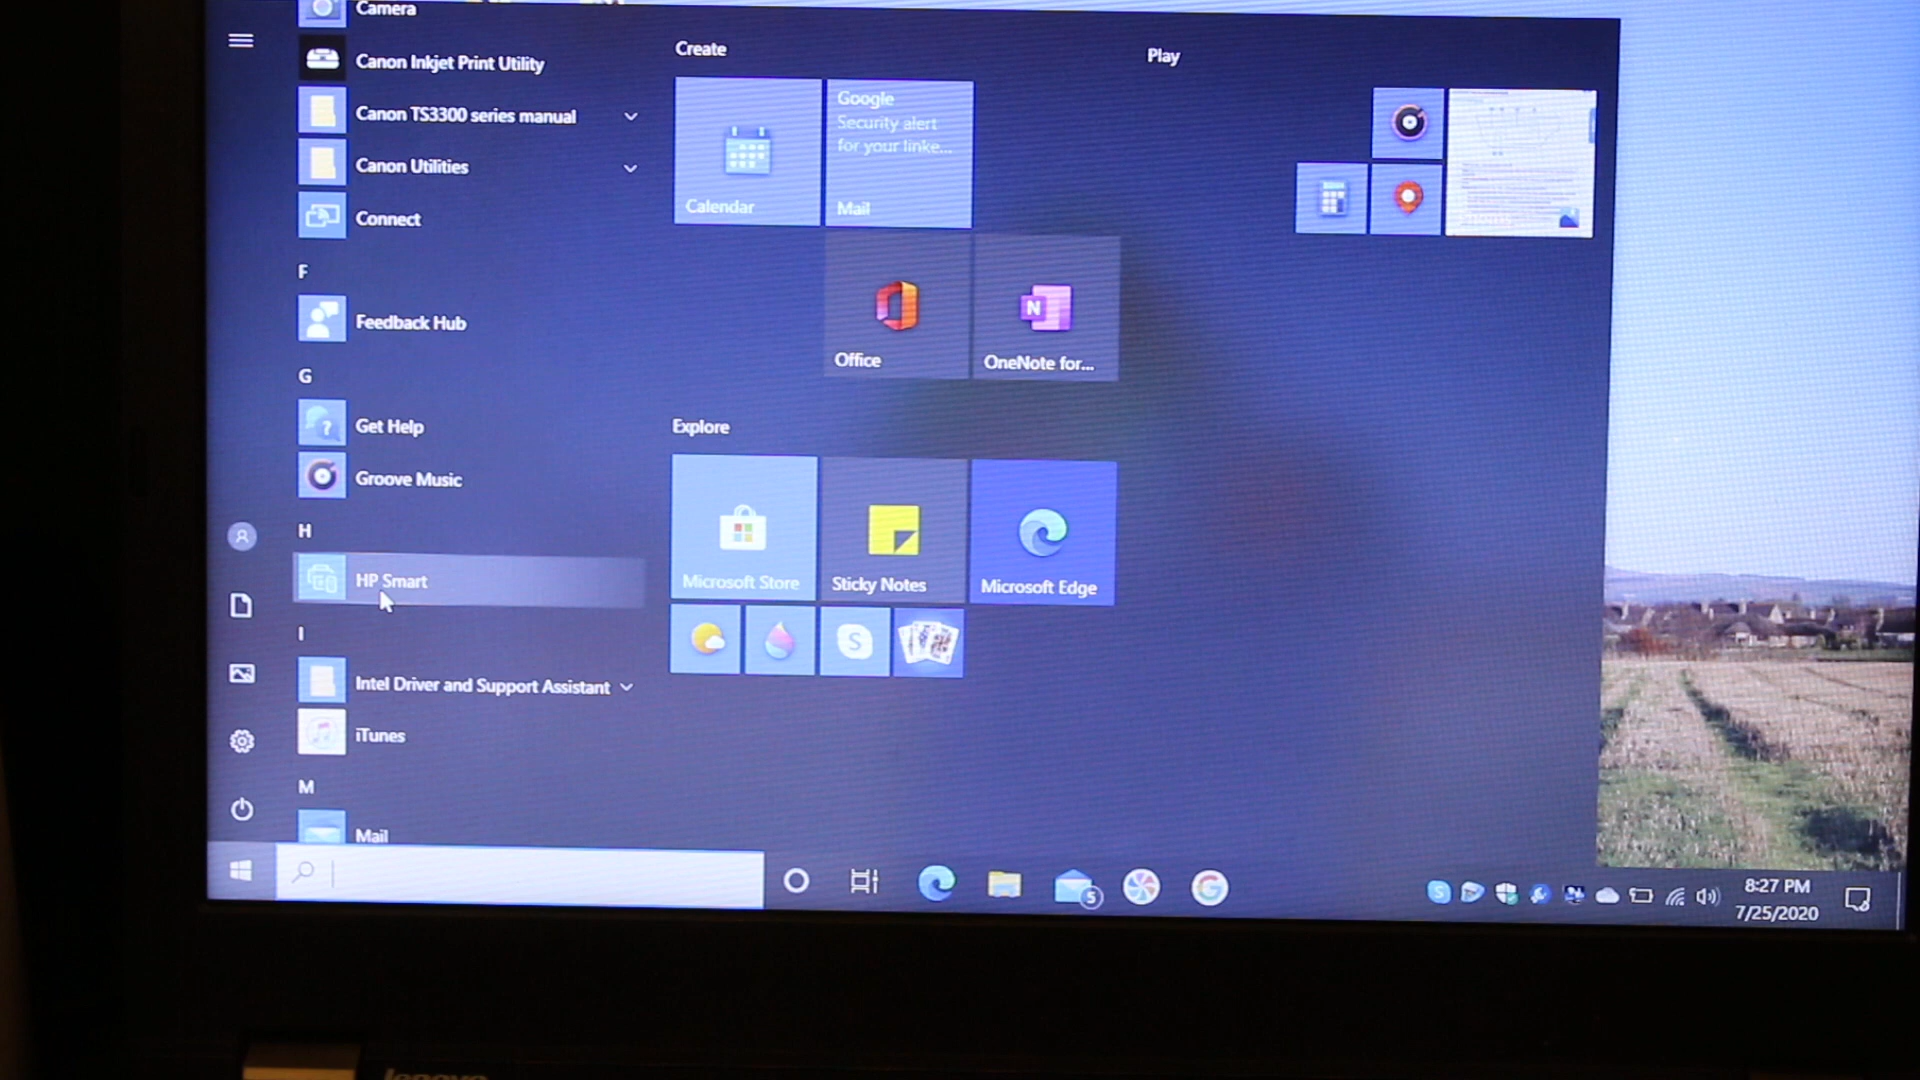 Camera
Canon Inkjet Print Utility
Canon TS3300 series manual
Canon Utilities
Connect
F
Feedback Hub
G
Get Help
Groove Music
H
HP Smart
I
Intel Driver and Support Assistant
iTunes
M
Mail
Create
Calendar
Google
Security alert
for your linke...
Mail
Office
N
OneNote for...
Explore
Microsoft Store
Sticky Notes
Microsoft Edge
S
Play
5
G
S
8:27 PM
7/25/2020
lenovo